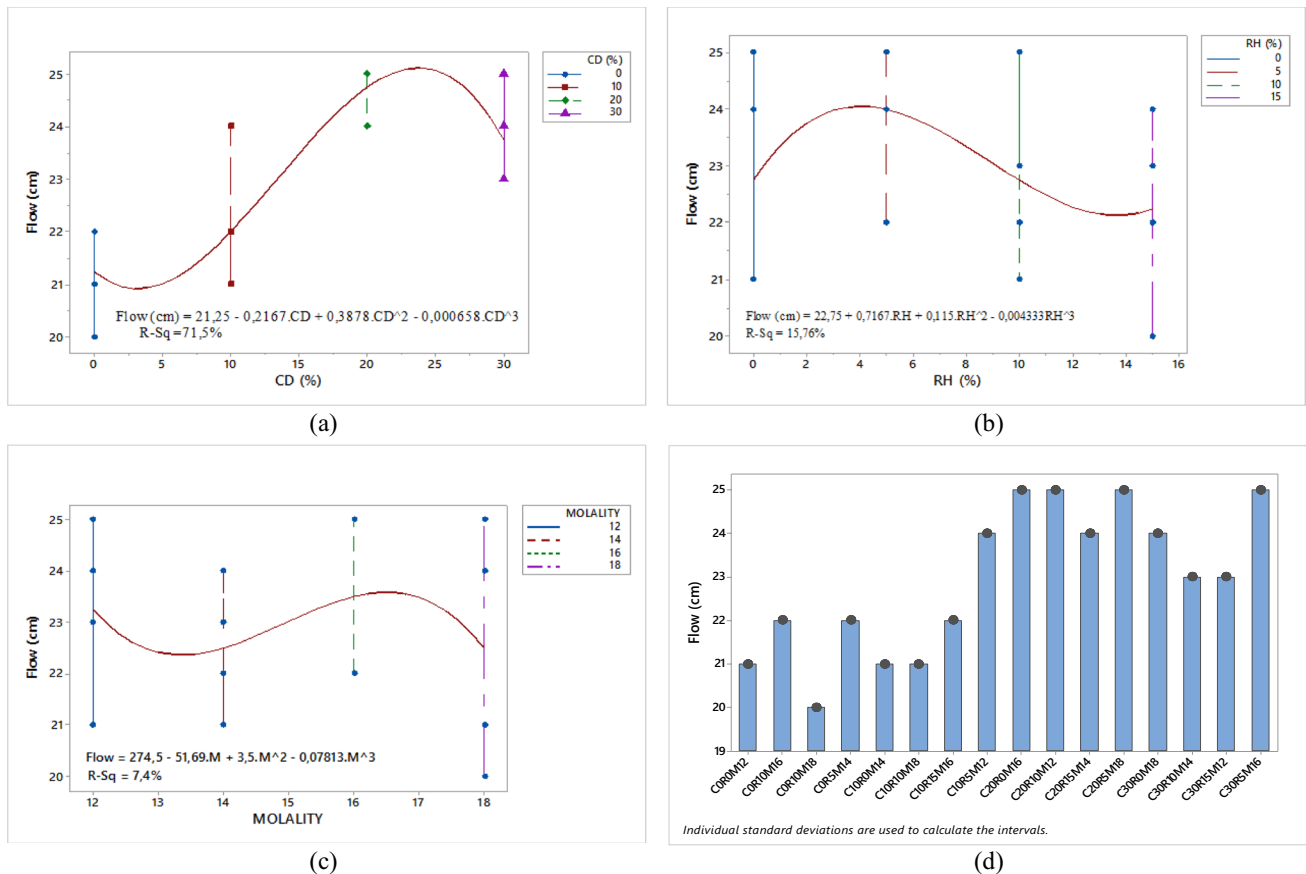 CD (%)
0
10
20
30
25
24
23
22
21
20
Flow (cm)
Flow (cm) = 21,25 - 0,2167.CD + 0,3878.CD^2 - 0,000658.CD^3
R-Sq =71,5%
0 5 10 15 20 25 30
CD (%)
(a)
RH (%)
0
5
10
15
25
24
23
22
21
20
Flow (cm)
Flow (cm) = 22,75 + 0,7167.RH + 0,115.RH^2 - 0,004333RH^3
R-Sq = 15,76%
0 2 4 6 8 10 12 14 16
RH (%)
(b)
MOLALITY
12
14
16
18
25
24
23
22
21
20
Flow (cm)
Flow = 274,5 - 51,69.M + 3,5.M^2 - 0,07813.M^3
R-Sq = 7,4%
12 13 14 15 16 17 18
MOLALITY
(c)
25
24
23
22
21
20
19
Flow (cm)
C0R0M12
C0R10M16
C0R10M18
C0R5M14
C10R0M14
C10R10M18
C10R15M16
C10R5M12
C20R0M16
C20R10M12
C20R15M14
C20R5M18
C30R0M18
C30R10M14
C30R15M12
C30R5M16
Individual standard deviations are used to calculate the intervals.
(d)